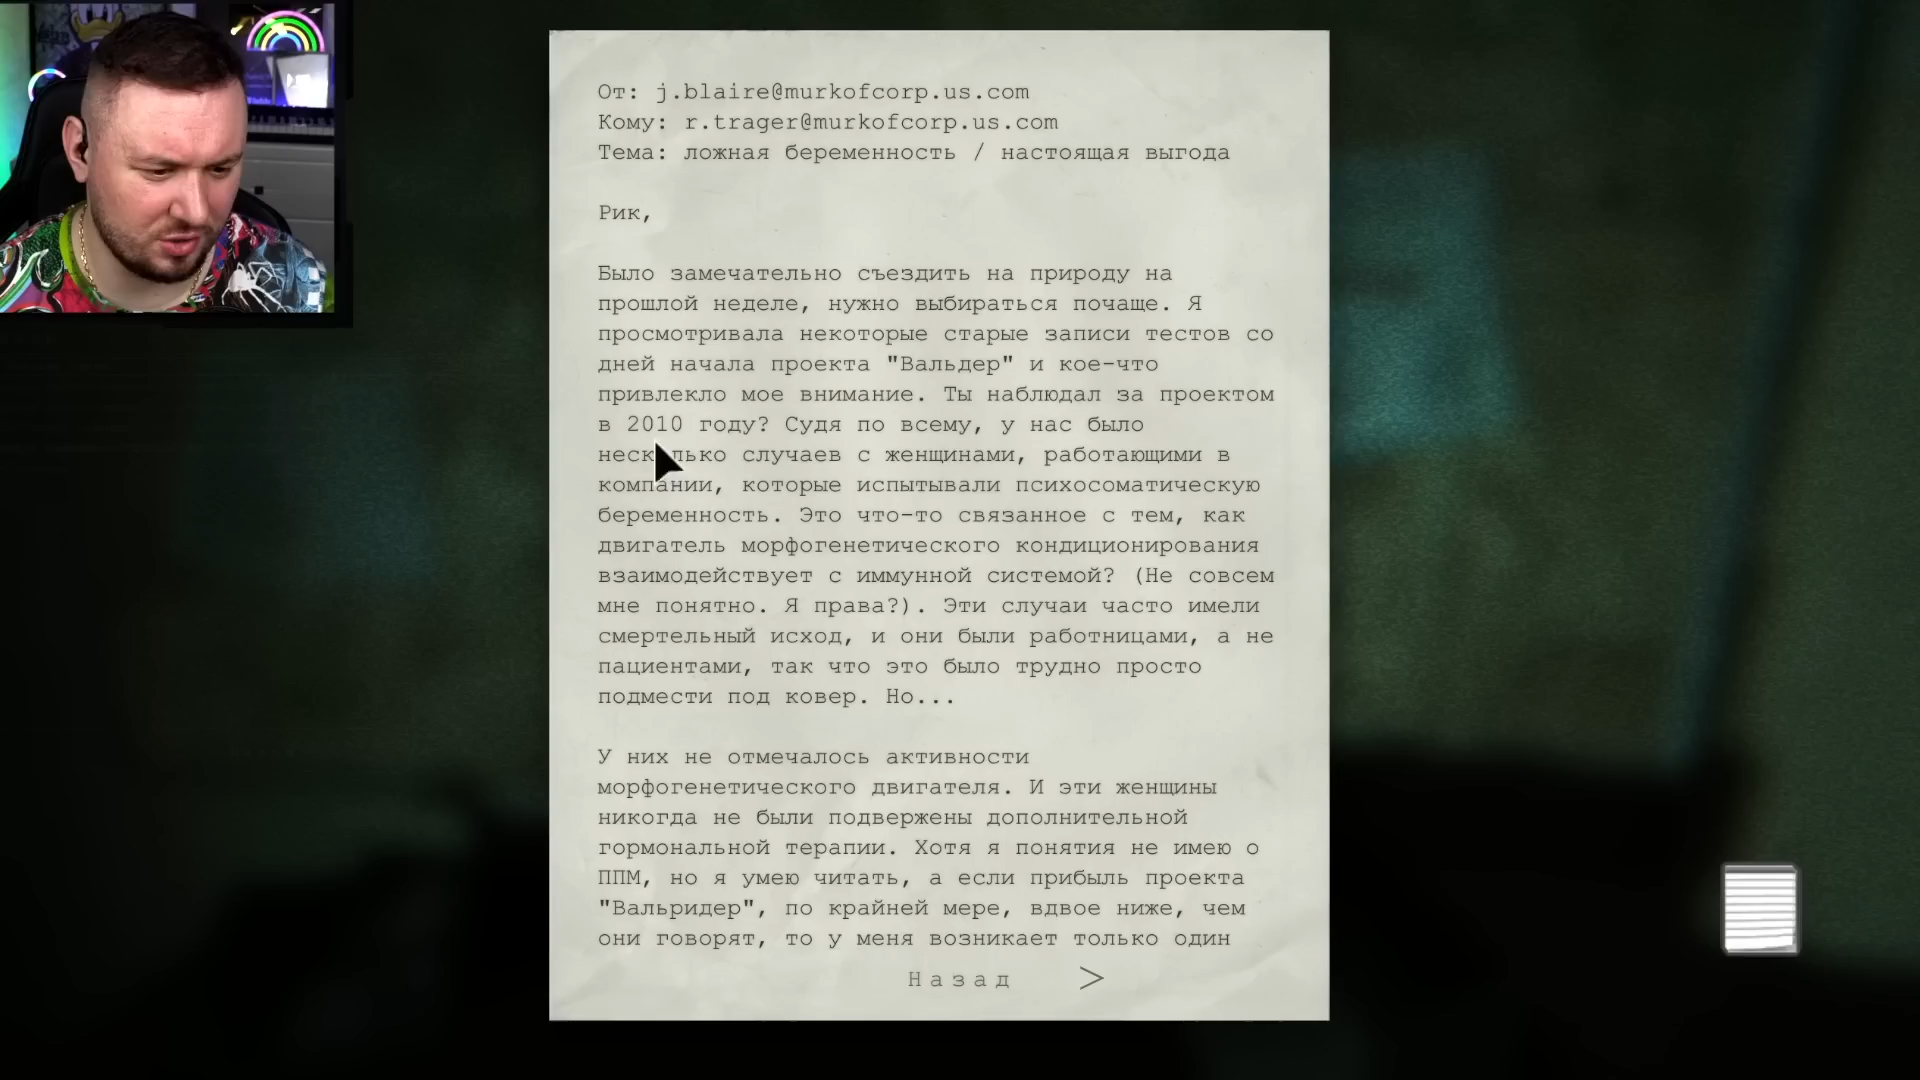 От: j.blaire@murkofcorp.us.com
Кому: r.trager@murkofcorp.us.com
Тема: ложная беременность / настоящая выгода
Рик,
Было замечательно съездить на природу на
прошлой неделе, нужно выбираться почаще. Я
просмотривала некоторые старые записи тестов со
дней начала проекта "Вальдер" и кое-что
привлекло мое внимание. Ты наблюдал за проектом
в 2010 году? Судя по всему, у нас было
несколько случаев с женщинами, работающими в
компании, которые испытывали психосоматическую
беременность. Это что-то связанное с тем, как
двигатель морфогенетического кондиционирования
взаимодействует с иммунной системой? (Не совсем
мне понятно. Я права?). Эти случаи часто имели
смертельный исход, и они были работницами, а не
пациентами, так что это было трудно просто
подмести под ковер. Но...
У них не отмечалось активности
морфогенетического двигателя. И эти женщины
никогда не были подвержены дополнительной
гормональной терапии. Хотя я понятия не имею о
ППМ, но я умею читать, а если прибыль проекта
"Вальридер", по крайней мере, вдвое ниже, чем
они говорят, то у меня возникает только один
Назад >